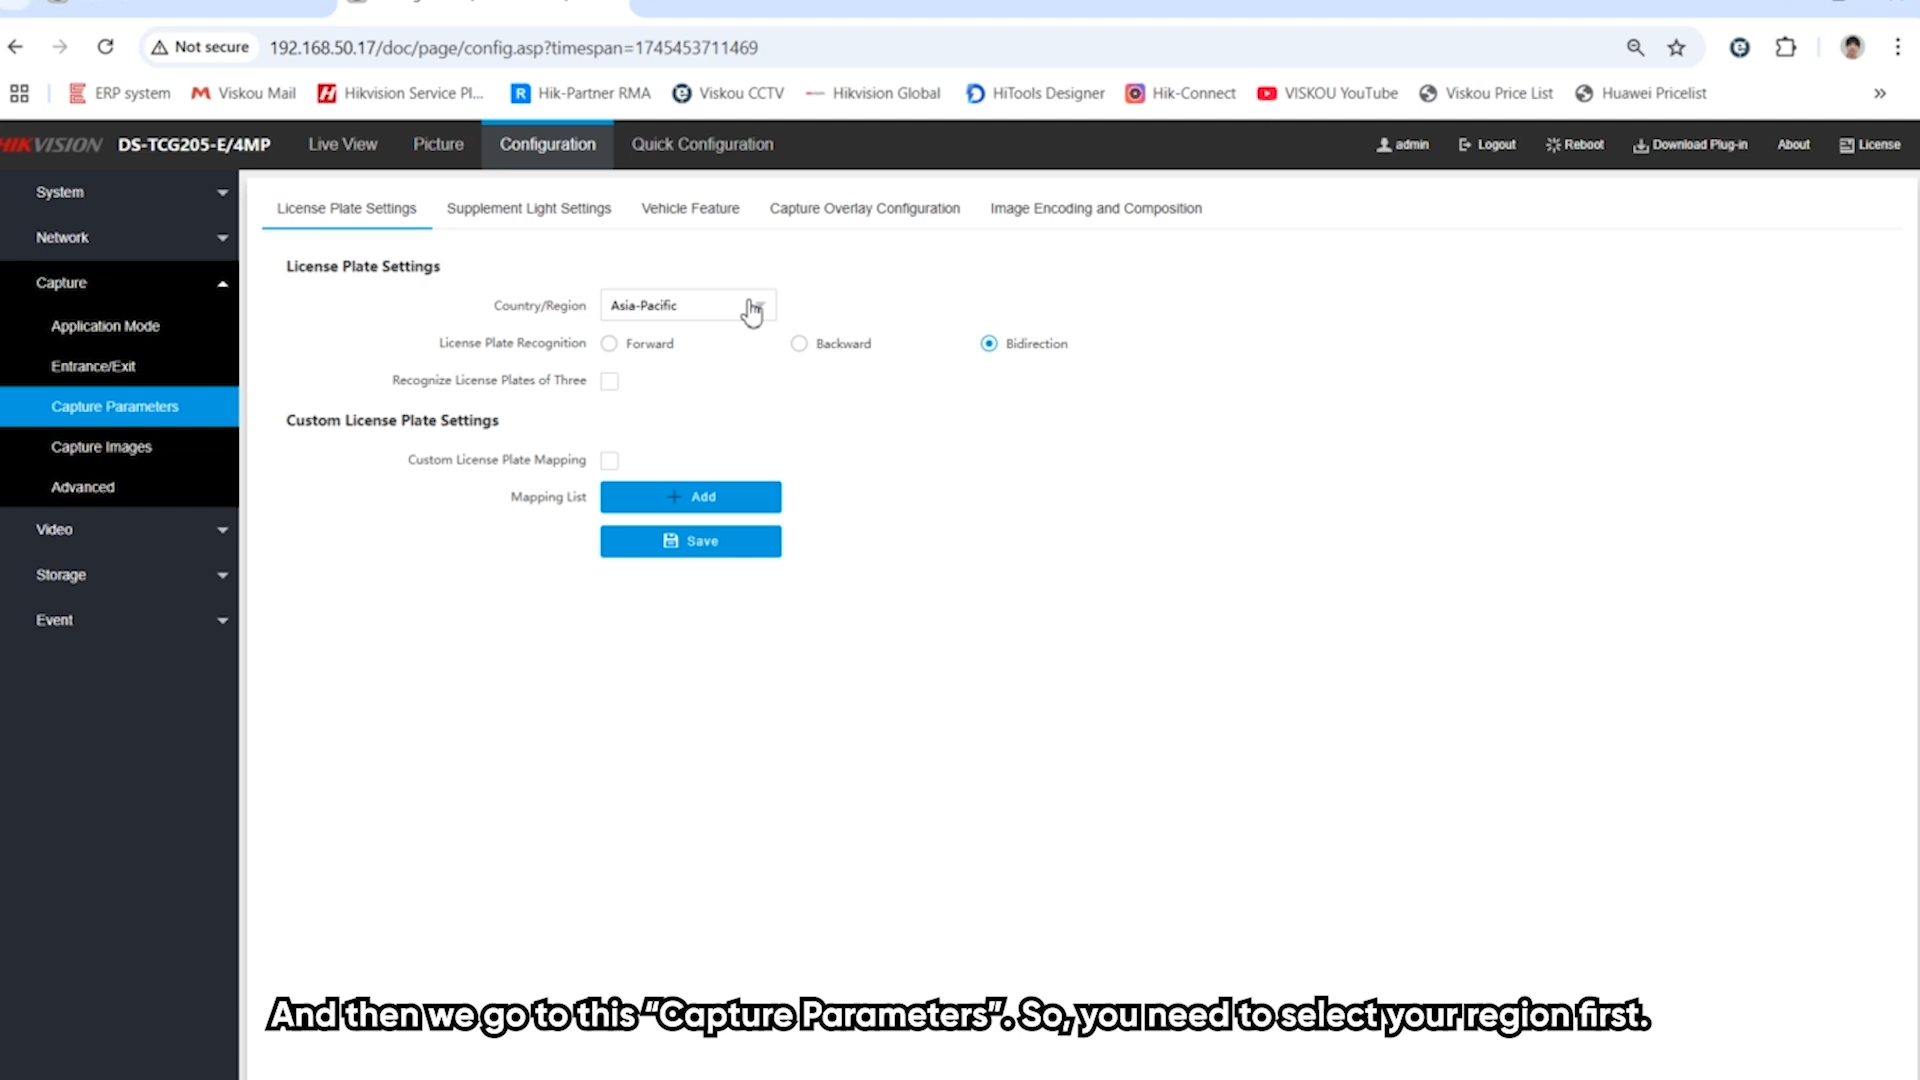 Not secure 192.168.50.17/doc/page/config.asp?timespan=1745453711469
ERP system Viskou Mail Hikvision Service Pl... Hik-Partner RMA Viskou CCTV Hikvision Global HiTools Designer Hik-Connect VISKOU YouTube Viskou Price List Huawei Pricelist
HIKVISION DS-TCG205-E/4MP Live View Picture Configuration Quick Configuration admin Logout Reboot Download Plug-in About License
System
Network
Capture
Application Mode
Entrance/Exit
Capture Parameters
Capture Images
Advanced
Video
Storage
Event
License Plate Settings Supplement Light Settings Vehicle Feature Capture Overlay Configuration Image Encoding and Composition
License Plate Settings
Country/Region Asia-Pacific
License Plate Recognition Forward Backward Bidirection
Recognize License Plates of Three
Custom License Plate Settings
Custom License Plate Mapping
Mapping List Add
Save
And then we go to this “Capture Parameters”. So, you need to select your region first.